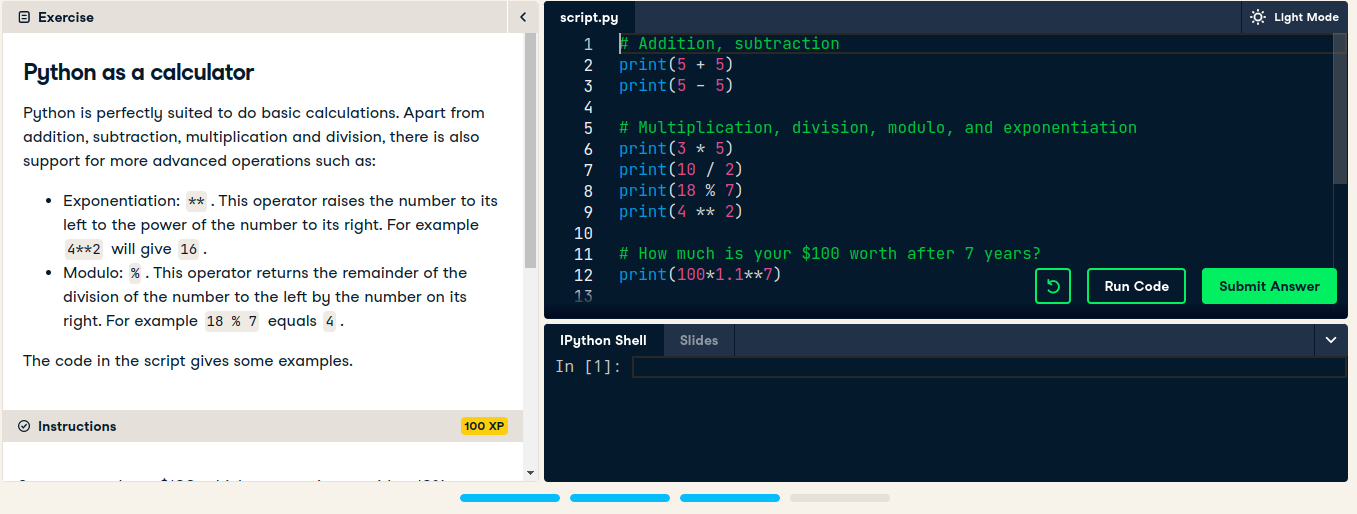 Exercise
Python as a calculator
Python is perfectly suited to do basic calculations. Apart from
addition, subtraction, multiplication and division, there is also
support for more advanced operations such as:
Exponentiation: ** . This operator raises the number to its
left to the power of the number to its right. For example
4**2 will give 16 .
Modulo: % . This operator returns the remainder of the
division of the number to the left by the number on its
right. For example 18 % 7 equals 4 .
The code in the script gives some examples.
Instructions
100 XP
script.py
Light Mode
1 # Addition, subtraction
2 print(5 + 5)
3 print(5 - 5)
4
5 # Multiplication, division, modulo, and exponentiation
6 print(3 * 5)
7 print(10 / 2)
8 print(18 % 7)
9 print(4 ** 2)
10
11 # How much is your $100 worth after 7 years?
12 print(100*1.1**7)
13
Run Code
Submit Answer
IPython Shell
Slides
In [1]: